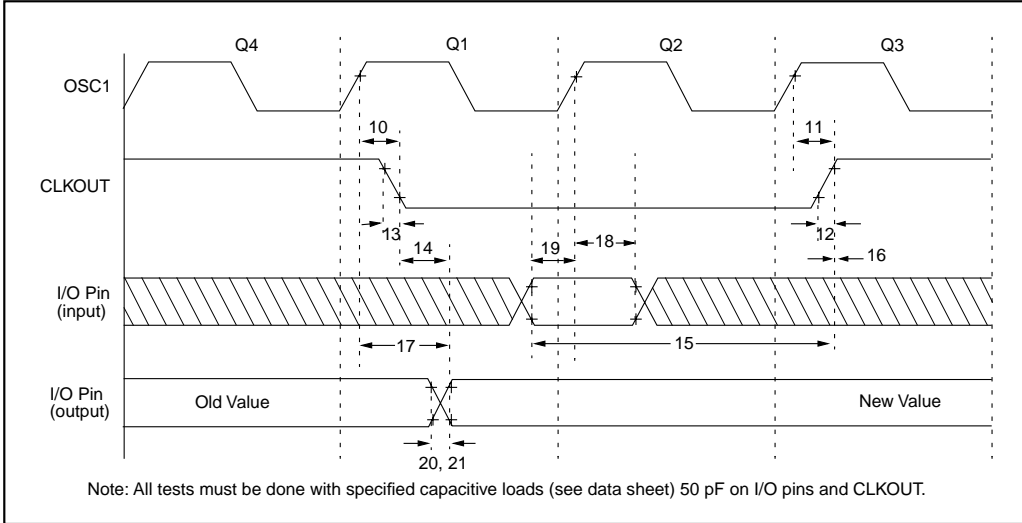 Q4 Q1 Q2 Q3
OSC1
10 11
CLKOUT
13 12
14 19 18 16
I/O Pin
(input)
17 15
I/O Pin
(output)
Old Value New Value
20, 21
Note: All tests must be done with specified capacitive loads (see data sheet) 50 pF on I/O pins and CLKOUT.